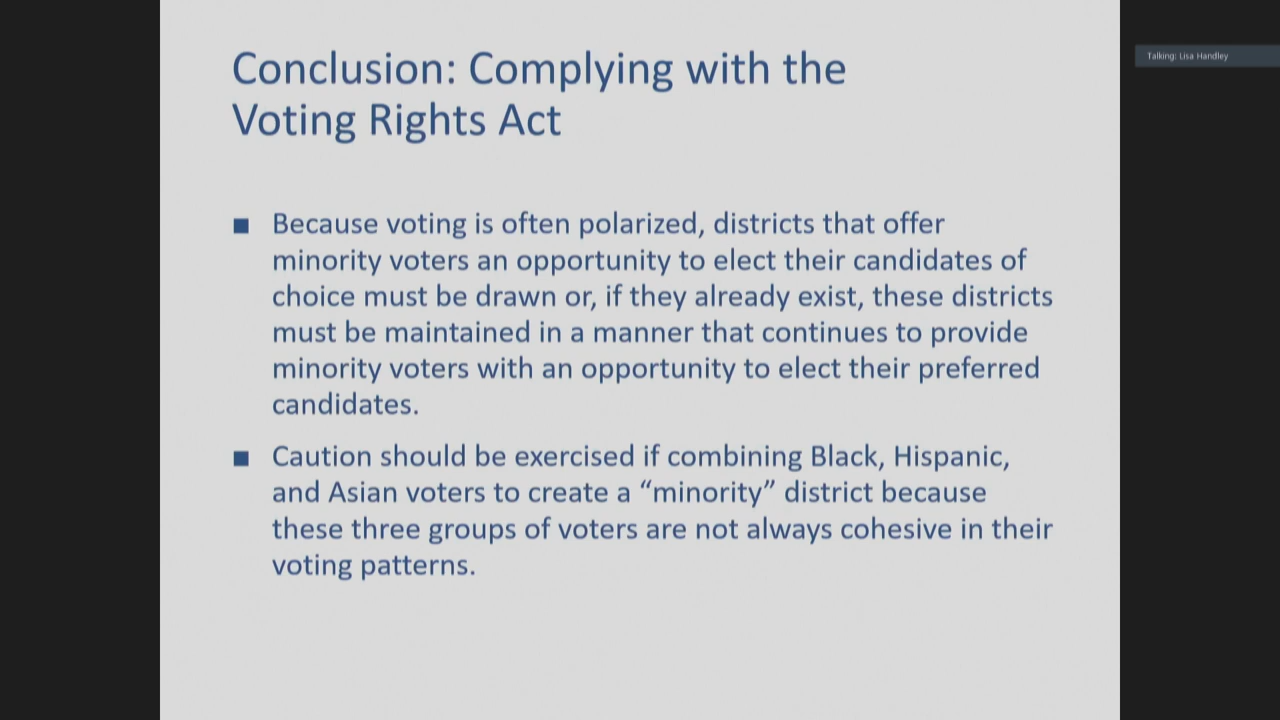 Conclusion: Complying with the
Voting Rights Act
Talking: Lisa Handley
■ Because voting is often polarized, districts that offer
minority voters an opportunity to elect their candidates of
choice must be drawn or, if they already exist, these districts
must be maintained in a manner that continues to provide
minority voters with an opportunity to elect their preferred
candidates.
■ Caution should be exercised if combining Black, Hispanic,
and Asian voters to create a “minority” district because
these three groups of voters are not always cohesive in their
voting patterns.